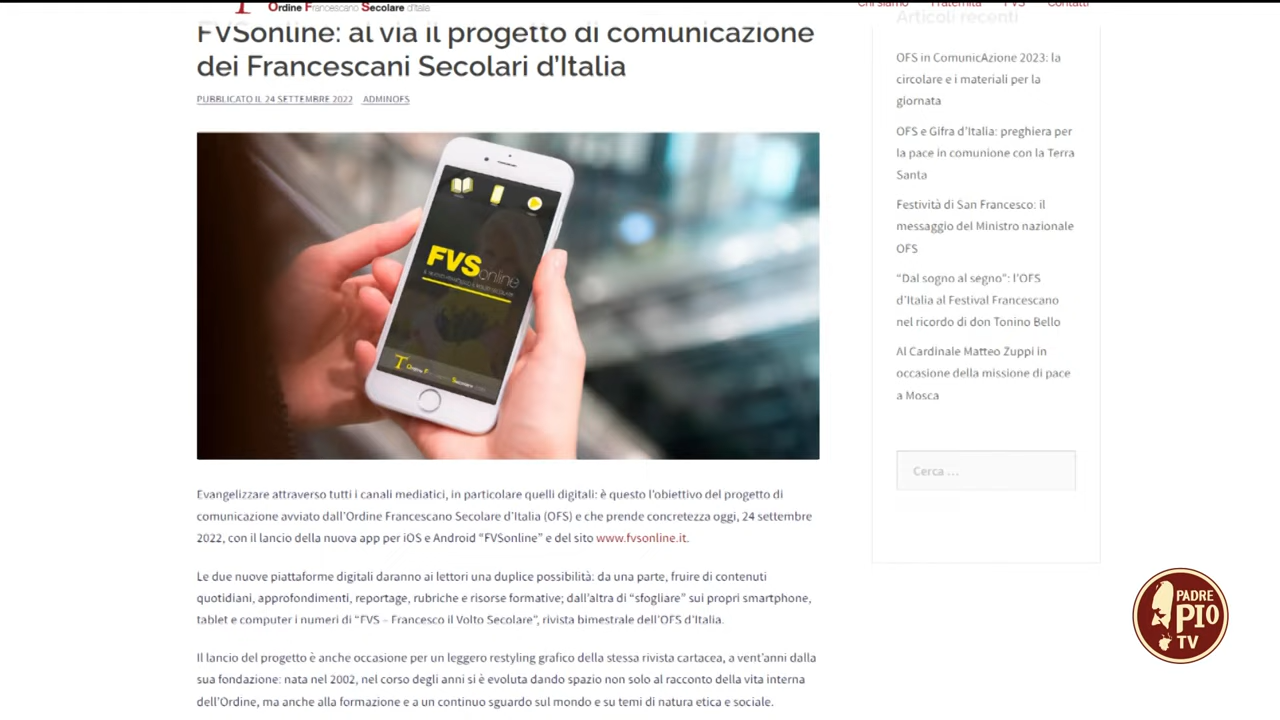 Ordine Francescano Secolare d'Italia
Chi siamo Fraternità FVS Contatti
FVSonline: al via il progetto di comunicazione
dei Francescani Secolari d'Italia
PUBBLICATO IL 24 SETTEMBRE 2022 ADMINOFS
FVSonline
Evangelizzare attraverso tutti i canali mediatici, in particolare quelli digitali: è questo l'obiettivo del progetto di
comunicazione avviato dall'Ordine Francescano Secolare d'Italia (OFS) e che prende concretezza oggi, 24 settembre
2022, con il lancio della nuova app per iOS e Android "FVSonline" e del sito www.fvsonline.it.
Le due nuove piattaforme digitali daranno ai lettori una duplice possibilità: da una parte, fruire di contenuti
quotidiani, approfondimenti, reportage, rubriche e risorse formative; dall'altra di "sfogliare" sui propri smartphone,
tablet e computer i numeri di "FVS – Francesco il Volto Secolare", rivista bimestrale dell'OFS d'Italia.
Il lancio del progetto è anche occasione per un leggero restyling grafico della stessa rivista cartacea, a vent'anni dalla
sua fondazione: nata nel 2002, nel corso degli anni si è evoluta dando spazio non solo al racconto della vita interna
dell'Ordine, ma anche alla formazione e a un continuo sguardo sul mondo e su temi di natura etica e sociale.
Articoli recenti
OFS in ComunicAzione 2023: la
circolare e i materiali per la
giornata
OFS e Gifra d'Italia: preghiera per
la pace in comunione con la Terra
Santa
Festività di San Francesco: il
messaggio del Ministro nazionale
OFS
"Dal sogno al segno": l'OFS
d'Italia al Festival Francescano
nel ricordo di don Tonino Bello
Al Cardinale Matteo Zuppi in
occasione della missione di pace
a Mosca
Cerca …
PADRE
PIO
TV